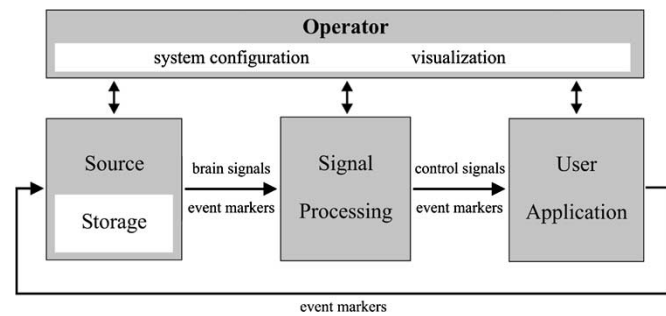 Operator
system configuration visualization
Source
Storage
brain signals
event markers
Signal
Processing
control signals
event markers
User
Application
event markers